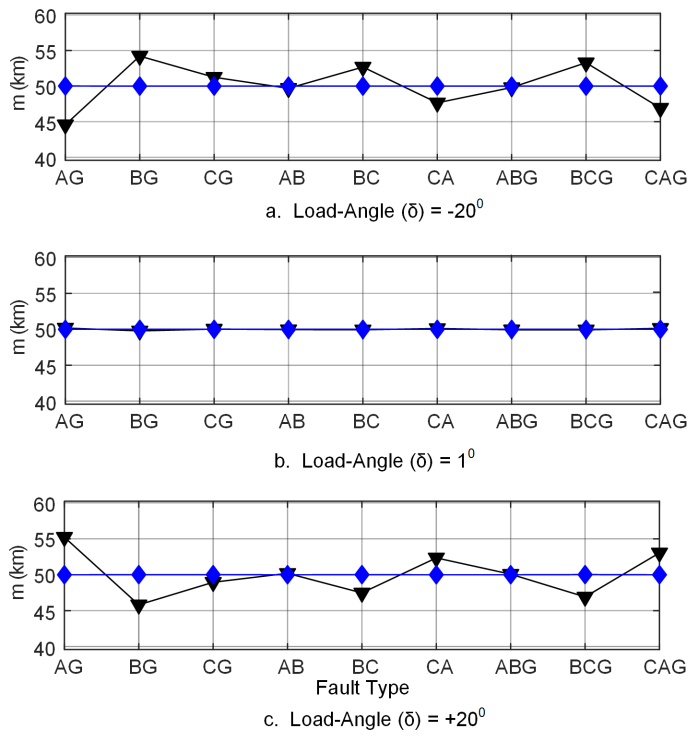 60
55
50
45
40
m (km)
AG BG CG AB BC CA ABG BCG CAG
a. Load-Angle (δ) = -20⁰
60
55
50
45
40
m (km)
AG BG CG AB BC CA ABG BCG CAG
b. Load-Angle (δ) = 1⁰
60
55
50
45
40
m (km)
AG BG CG AB BC CA ABG BCG CAG
Fault Type
c. Load-Angle (δ) = +20⁰